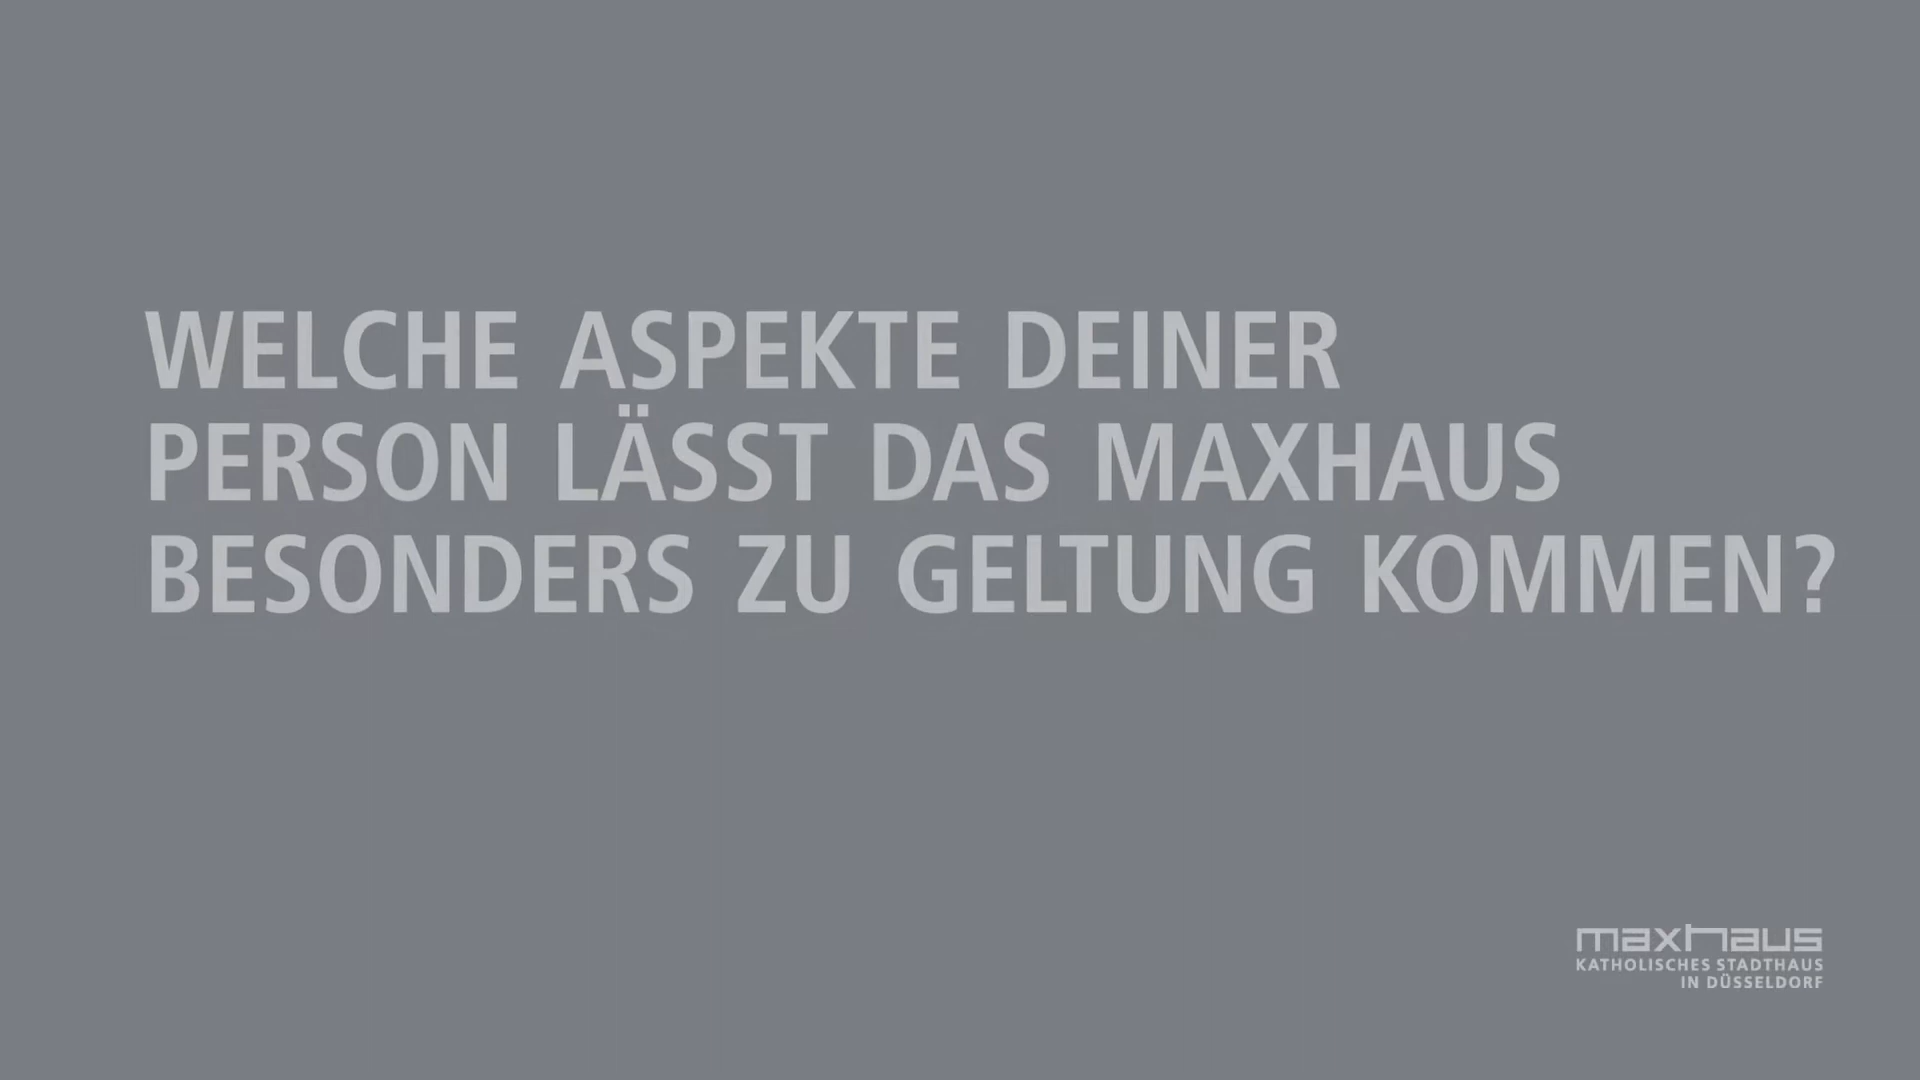 WELCHE ASPEKTE DEINER
PERSON LÄSST DAS MAXHAUS
BESONDERS ZU GELTUNG KOMMEN?
maxhaus
KATHOLISCHES STADTHAUS
IN DÜSSELDORF